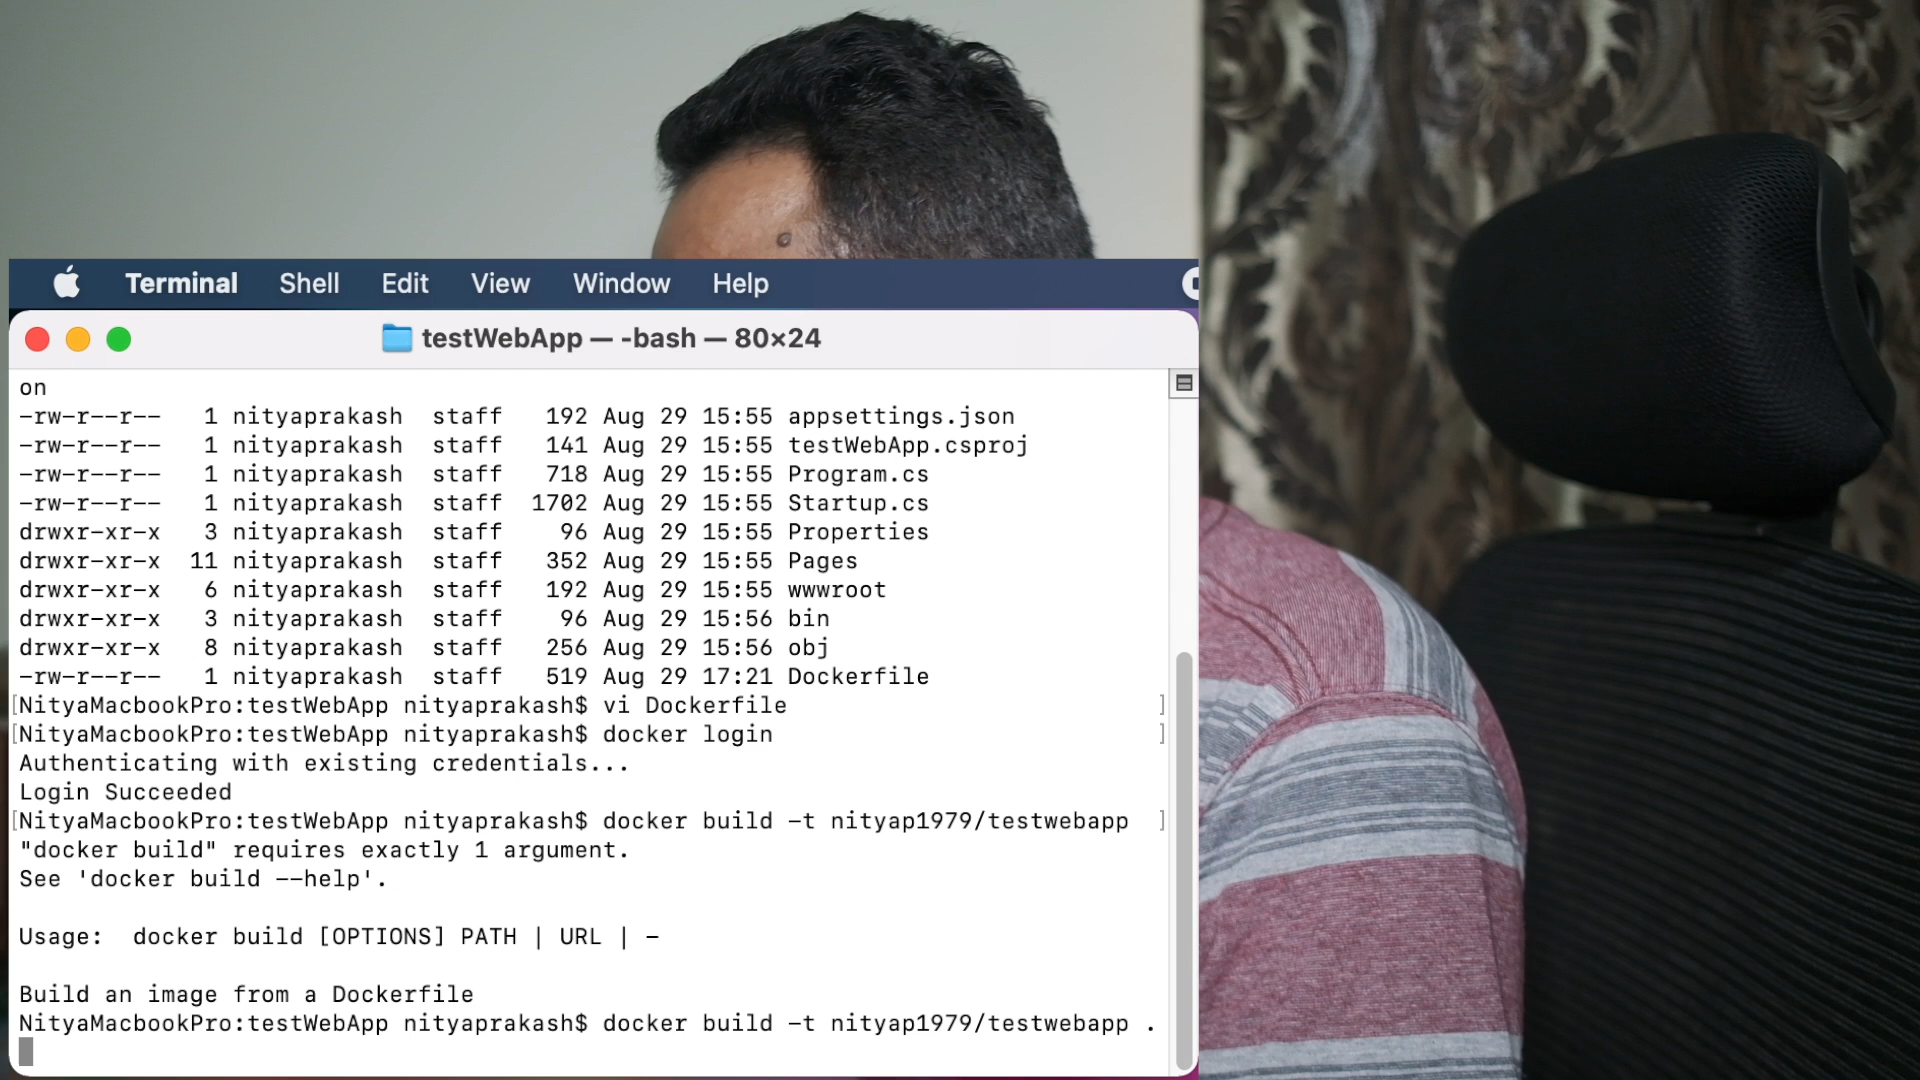 Terminal Shell Edit View Window Help
testWebApp — -bash — 80×24
on
-rw-r--r--   1 nityaprakash  staff   192 Aug 29 15:55 appsettings.json
-rw-r--r--   1 nityaprakash  staff   141 Aug 29 15:55 testWebApp.csproj
-rw-r--r--   1 nityaprakash  staff   718 Aug 29 15:55 Program.cs
-rw-r--r--   1 nityaprakash  staff  1702 Aug 29 15:55 Startup.cs
drwxr-xr-x   3 nityaprakash  staff    96 Aug 29 15:55 Properties
drwxr-xr-x  11 nityaprakash  staff   352 Aug 29 15:55 Pages
drwxr-xr-x   6 nityaprakash  staff   192 Aug 29 15:55 wwwroot
drwxr-xr-x   3 nityaprakash  staff    96 Aug 29 15:56 bin
drwxr-xr-x   8 nityaprakash  staff   256 Aug 29 15:56 obj
-rw-r--r--   1 nityaprakash  staff   519 Aug 29 17:21 Dockerfile
[NityaMacbookPro:testWebApp nityaprakash$ vi Dockerfile ]
[NityaMacbookPro:testWebApp nityaprakash$ docker login ]
Authenticating with existing credentials...
Login Succeeded
[NityaMacbookPro:testWebApp nityaprakash$ docker build -t nityap1979/testwebapp ]
"docker build" requires exactly 1 argument.
See 'docker build --help'.
Usage:  docker build [OPTIONS] PATH | URL | -
Build an image from a Dockerfile
NityaMacbookPro:testWebApp nityaprakash$ docker build -t nityap1979/testwebapp .